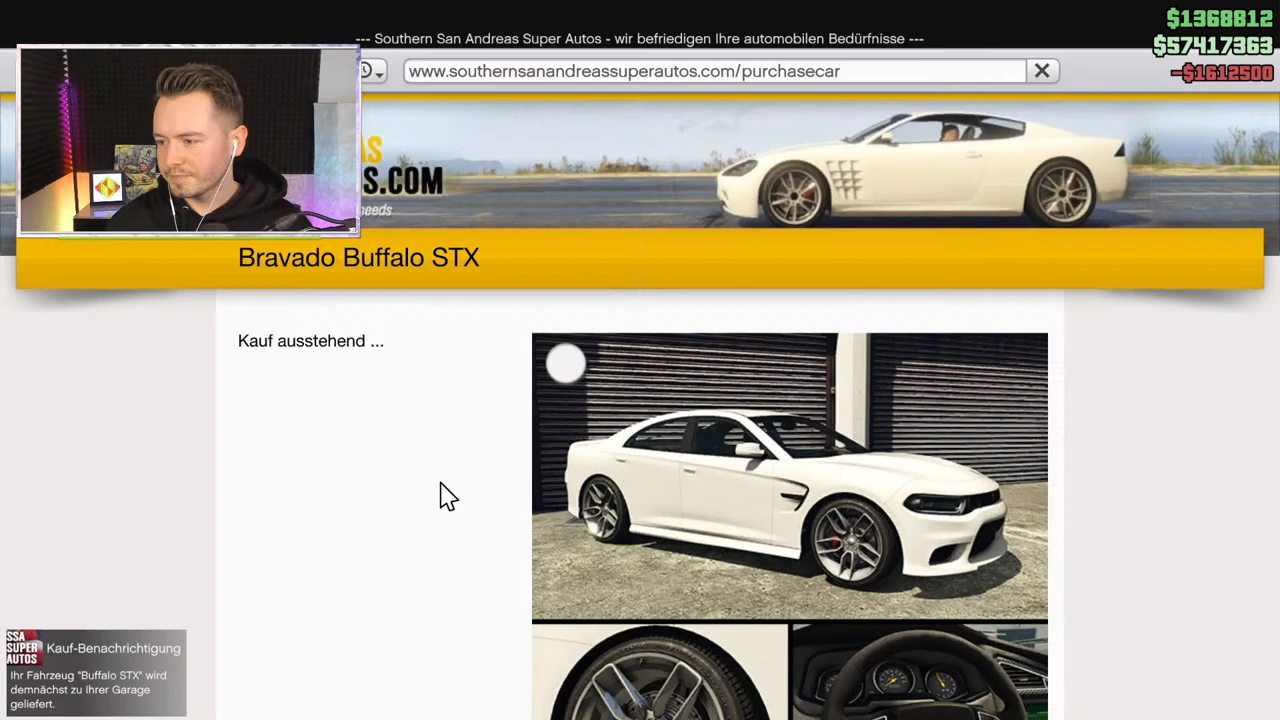 $1368812
--- Southern San Andreas Super Autos - wir befriedigen Ihre automobilen Bedürfnisse ---
$57417363
www.southernsanandreassuperautos.com/purchasecar
-$1612500
S.COM
needs
Bravado Buffalo STX
Kauf ausstehend ...
SSA
SUPER
AUTOS
Kauf-Benachrichtigung
Ihr Fahrzeug "Buffalo STX" wird
demnächst zu Ihrer Garage
geliefert.